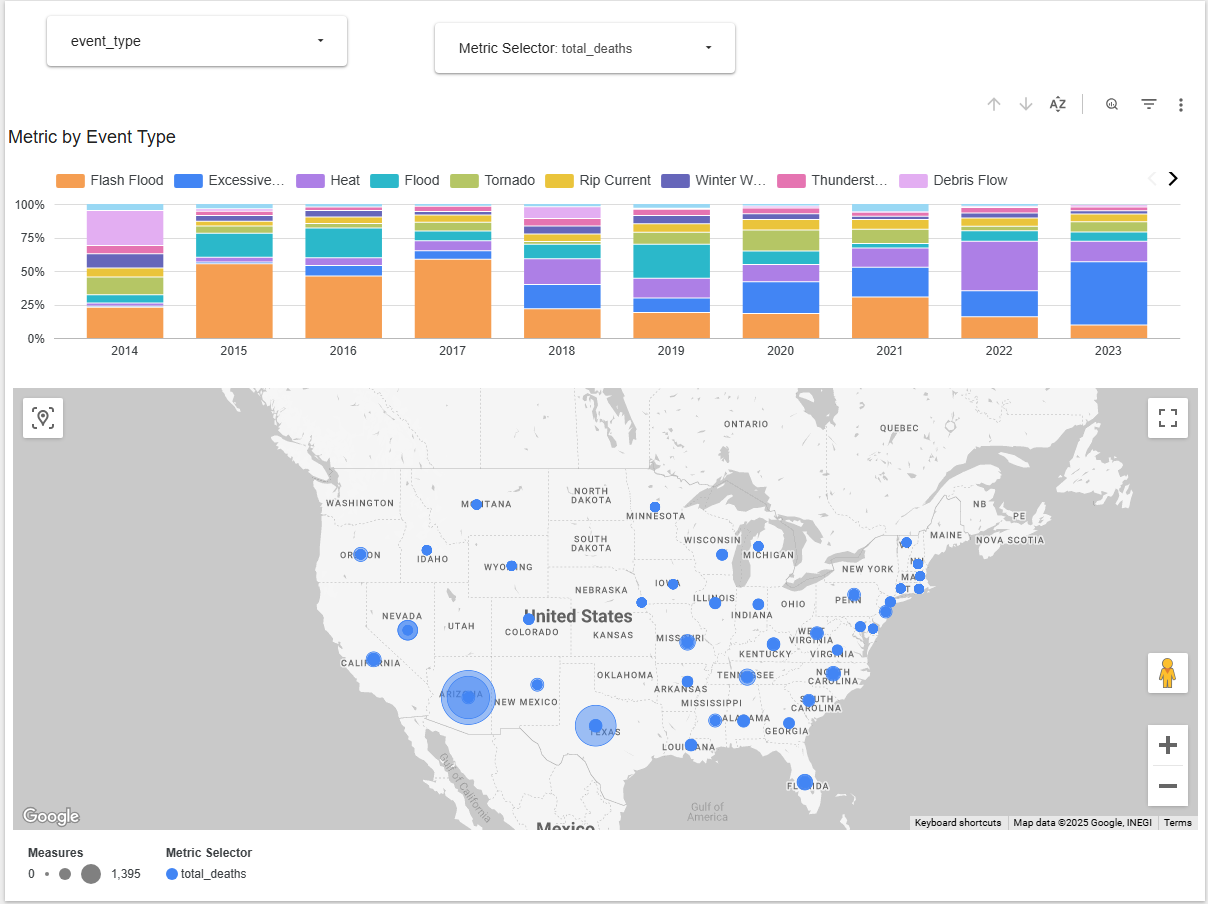 event_type
Metric Selector: total_deaths
Metric by Event Type
Flash Flood
Excessive...
Heat
Flood
Tornado
Rip Current
Winter W...
Thunderst...
Debris Flow
100%
75%
50%
25%
0%
2014 2015 2016 2017 2018 2019 2020 2021 2022 2023
ONTARIO
QUEBEC
WASHINGTON
MONTANA
NORTH
DAKOTA
MINNESOTA
NB
PE
MAINE
NOVA SCOTIA
OREGON
IDAHO
WYOMING
SOUTH
DAKOTA
WISCONSIN
MICHIGAN
NEW YORK
NEBRASKA
IOWA
ILLINOIS
INDIANA
OHIO
PENN
NEVADA
UTAH
COLORADO
United States
KANSAS
MISSOURI
WEST
VIRGINIA
KENTUCKY
VIRGINIA
CALIFORNIA
ARIZONA
NEW MEXICO
OKLAHOMA
ARKANSAS
TENNESSEE
NORTH
CAROLINA
MISSISSIPPI
SOUTH
CAROLINA
ALABAMA
GEORGIA
TEXAS
LOUISIANA
FLORIDA
Gulf of California
Gulf of
America
Mexico
Google
Keyboard shortcuts
Map data ©2025 Google, INEGI
Terms
Measures
0
1,395
Metric Selector
total_deaths